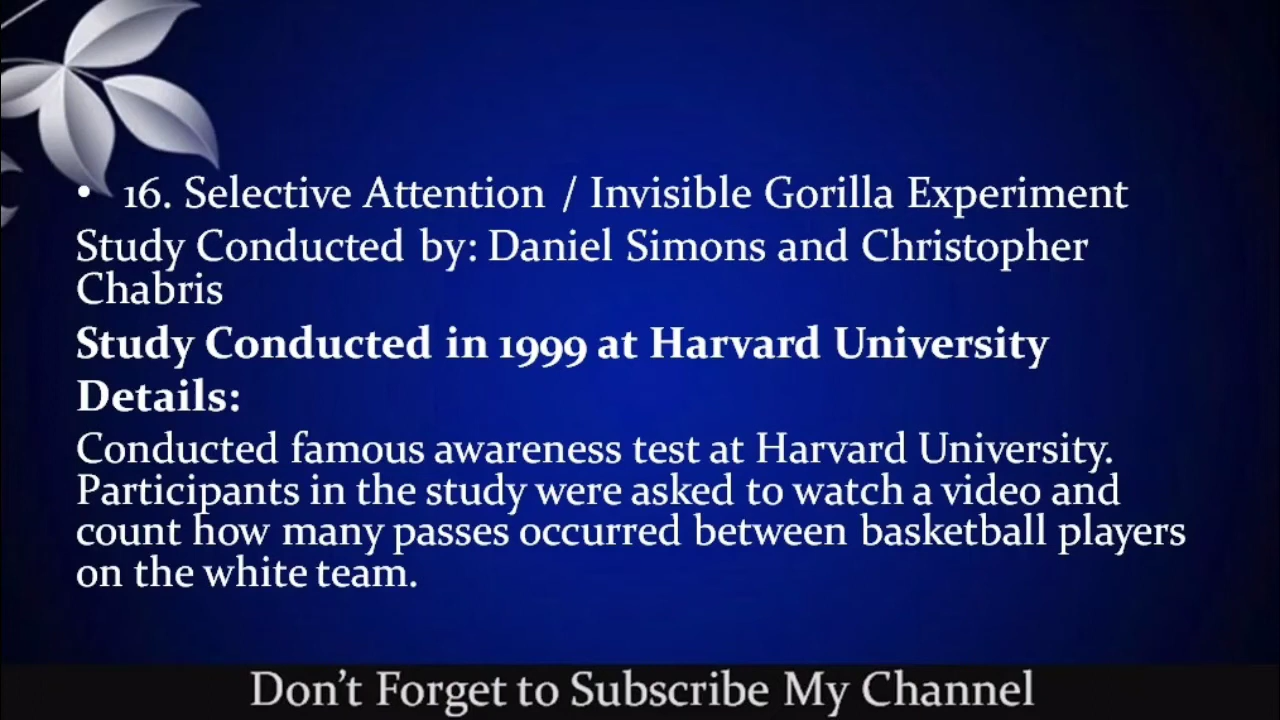 • 16. Selective Attention / Invisible Gorilla Experiment
Study Conducted by: Daniel Simons and Christopher
Chabris
Study Conducted in 1999 at Harvard University
Details:
Conducted famous awareness test at Harvard University.
Participants in the study were asked to watch a video and
count how many passes occurred between basketball players
on the white team.
Don't Forget to Subscribe My Channel